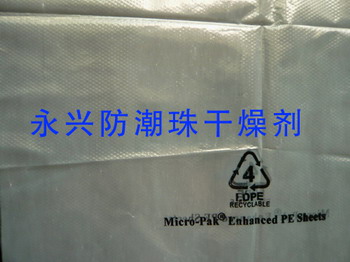 永兴防潮珠干燥剂
4
LDPE
RECYCLABLE
Micro-Pak® Enhanced PE Sheets